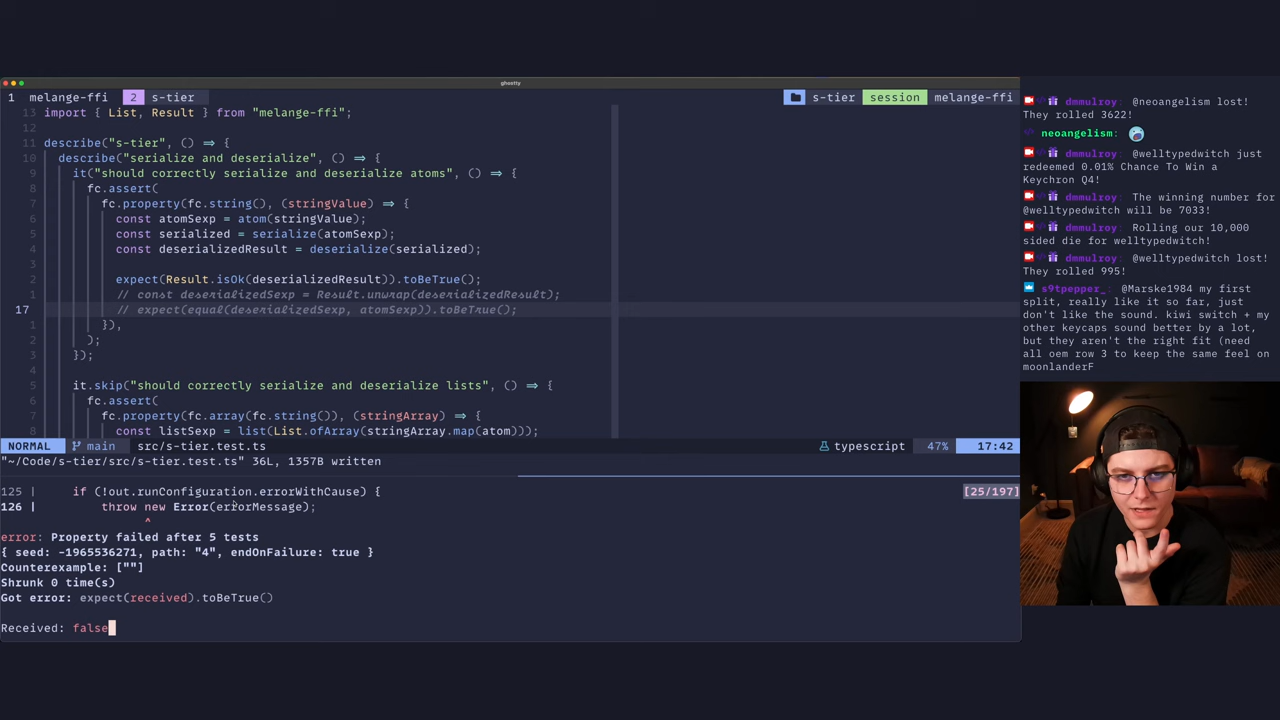 ghostty
1 melange-ffi 2 s-tier s-tier session melange-ffi
13 import { List, Result } from "melange-ffi";
12
11 describe("s-tier", () => {
10 describe("serialize and deserialize", () => {
9 it("should correctly serialize and deserialize atoms", () => {
8 fc.assert(
7 fc.property(fc.string(), (stringValue) => {
6 const atomSexp = atom(stringValue);
5 const serialized = serialize(atomSexp);
4 const deserializedResult = deserialize(serialized);
3
2 expect(Result.isOk(deserializedResult)).toBeTrue();
1 // const deserializedSexp = Result.unwrap(deserializedResult);
17 // expect(equal(deserializedSexp, atomSexp)).toBeTrue();
1 }),
2 );
3 });
4
5 it.skip("should correctly serialize and deserialize lists", () => {
6 fc.assert(
7 fc.property(fc.array(fc.string()), (stringArray) => {
8 const listSexp = list(List.ofArray(stringArray.map(atom)));
NORMAL main src/s-tier.test.ts typescript 47% 17:42
"~/Code/s-tier/src/s-tier.test.ts" 36L, 1357B written
125 | if (!out.runConfiguration.errorWithCause) { [25/197]
126 | throw new Error(errorMessage);
^
error: Property failed after 5 tests
{ seed: -1965536271, path: "4", endOnFailure: true }
Counterexample: [""]
Shrunk 0 time(s)
Got error: expect(received).toBeTrue()
Received: false
dmmulroy: @neoangelism lost!
They rolled 3622!
neoangelism:
dmmulroy: @welltypedwitch just
redeemed 0.01% Chance To Win a
Keychron Q4!
dmmulroy: The winning number for
@welltypedwitch will be 7033!
dmmulroy: Rolling our 10,000
sided die for welltypedwitch!
dmmulroy: @welltypedwitch lost!
They rolled 995!
s9tpepper_: @Marske1984 my first
split, really like it so far, just
don't like the sound. kiwi switch + my
other keycaps sound better by a lot,
but they aren't the right fit (need
all oem row 3 to keep the same feel on
moonlanderF